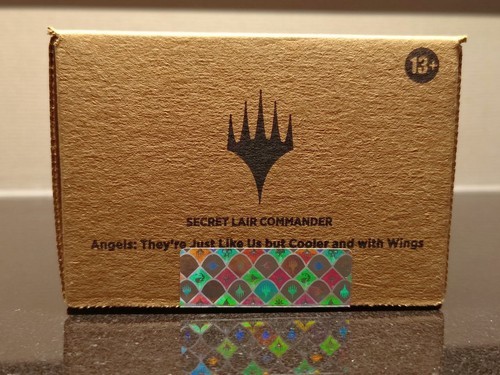 13+
SECRET LAIR COMMANDER
Angels: They're Just Like Us but Cooler and with Wings